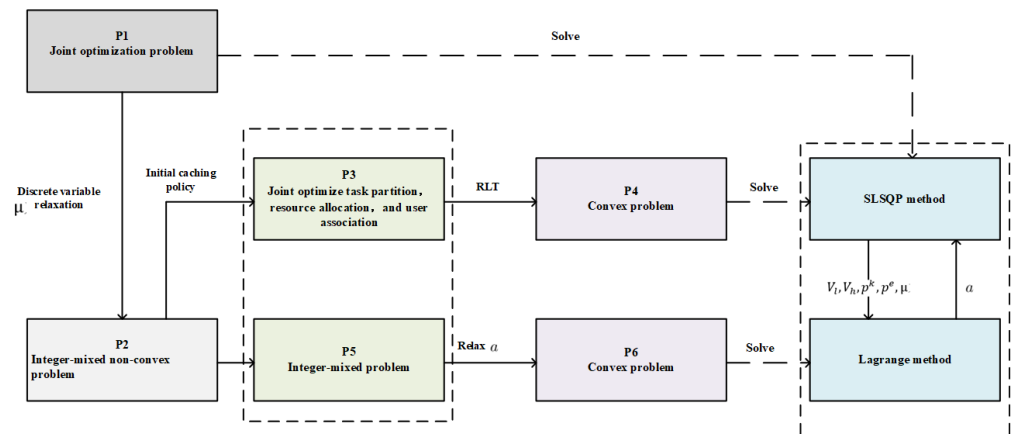 P1
Joint optimization problem
Solve
Discrete variable
μ relaxation
Initial caching
policy
P3
Joint optimize task partition,
resource allocation, and user
association
RLT
P4
Convex problem
Solve
SLSQP method
V_l, V_h, p^k, p^e, μ
a
P2
Integer-mixed non-convex
problem
P5
Integer-mixed problem
Relax a
P6
Convex problem
Solve
Lagrange method